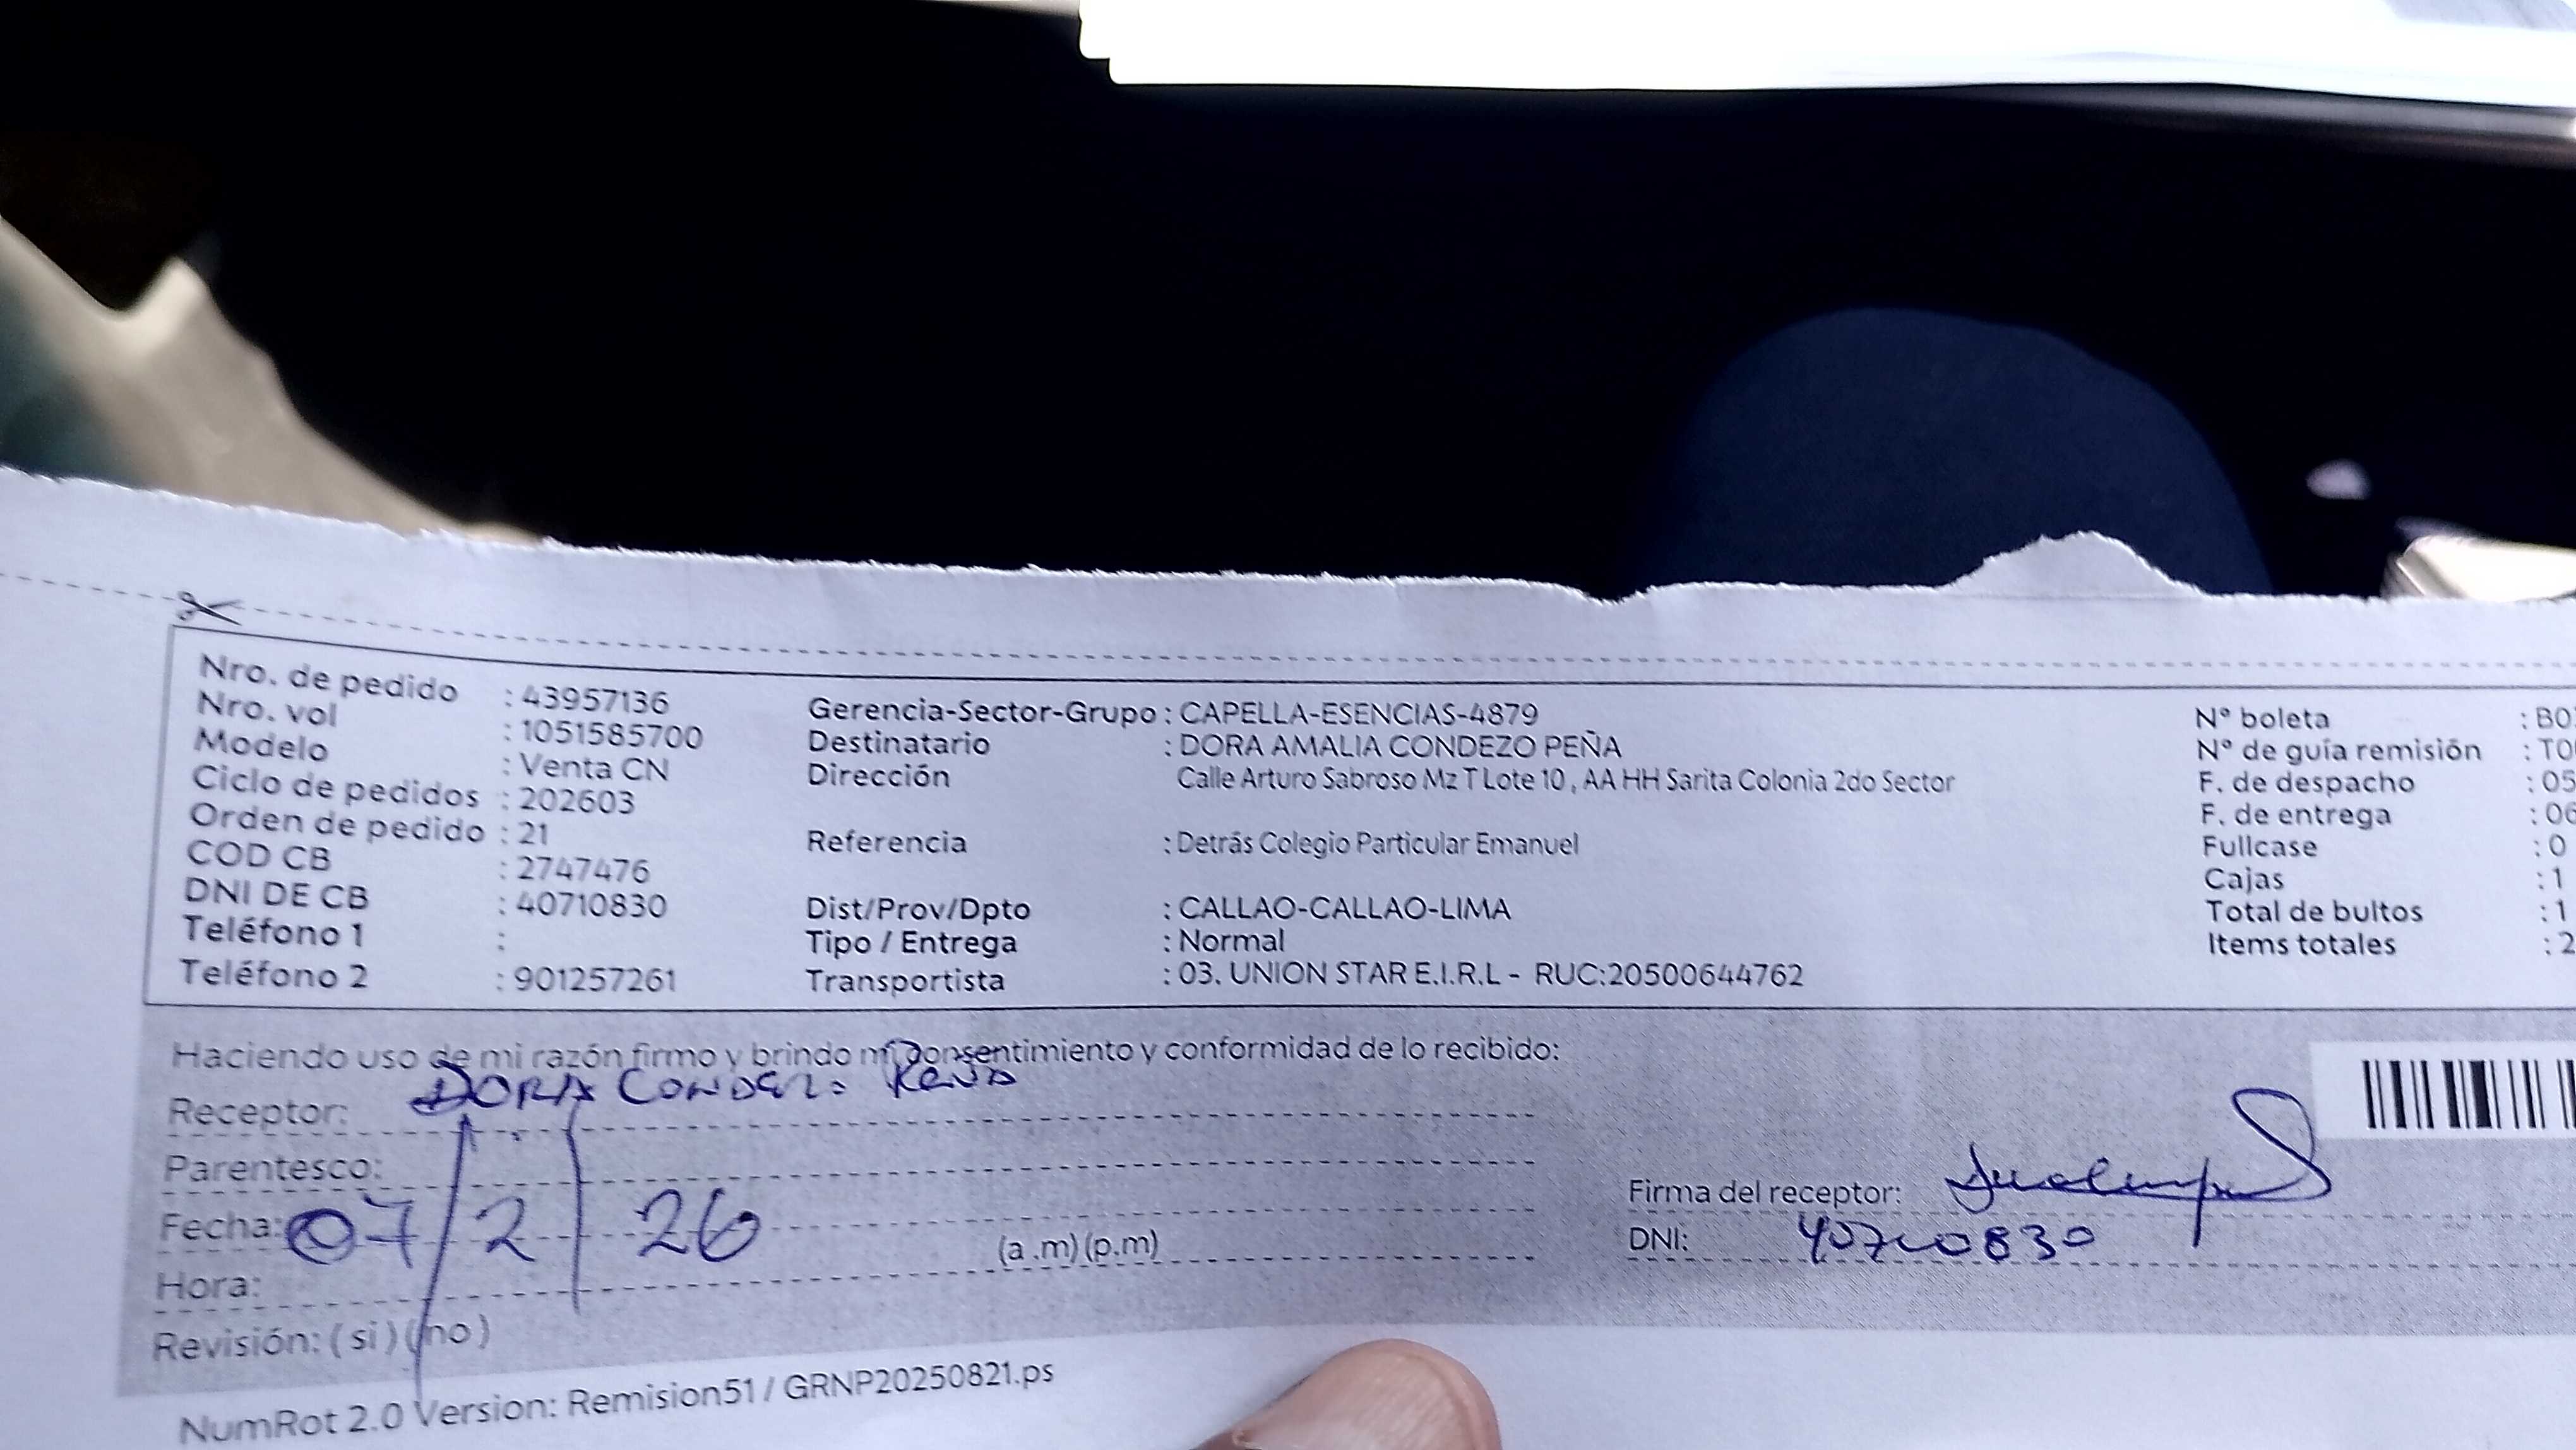 Nro. de pedido : 43957136
Nro. vol : 1051585700
Modelo : Venta CN
Ciclo de pedidos : 202603
Orden de pedido : 21
COD CB : 2747476
DNI DE CB : 40710830
Teléfono 1 :
Teléfono 2 : 901257261
Gerencia-Sector-Grupo : CAPELLA-ESENCIAS-4879
Destinatario : DORA AMALIA CONDEZO PEÑA
Dirección Calle Arturo Sabroso Mz T Lote 10 , AA HH Sarita Colonia 2do Sector
Referencia : Detrás Colegio Particular Emanuel
Dist/Prov/Dpto : CALLAO-CALLAO-LIMA
Tipo / Entrega : Normal
Transportista : 03. UNION STAR E.I.R.L - RUC:20500644762
N° boleta : B0
N° de guía remisión : T0
F. de despacho : 05
F. de entrega : 06
Fullcase : 0
Cajas : 1
Total de bultos : 1
Items totales : 2
Haciendo uso de mi razón firmo y brindo mi consentimiento y conformidad de lo recibido:
Receptor: DORA
Parentesco:
Fecha: 07/2/26
Hora: (a .m) (p.m)
Revisión: ( si ) ( no )
Firma del receptor:
DNI: 40710830
NumRot 2.0 Version: Remision51 / GRNP20250821.ps